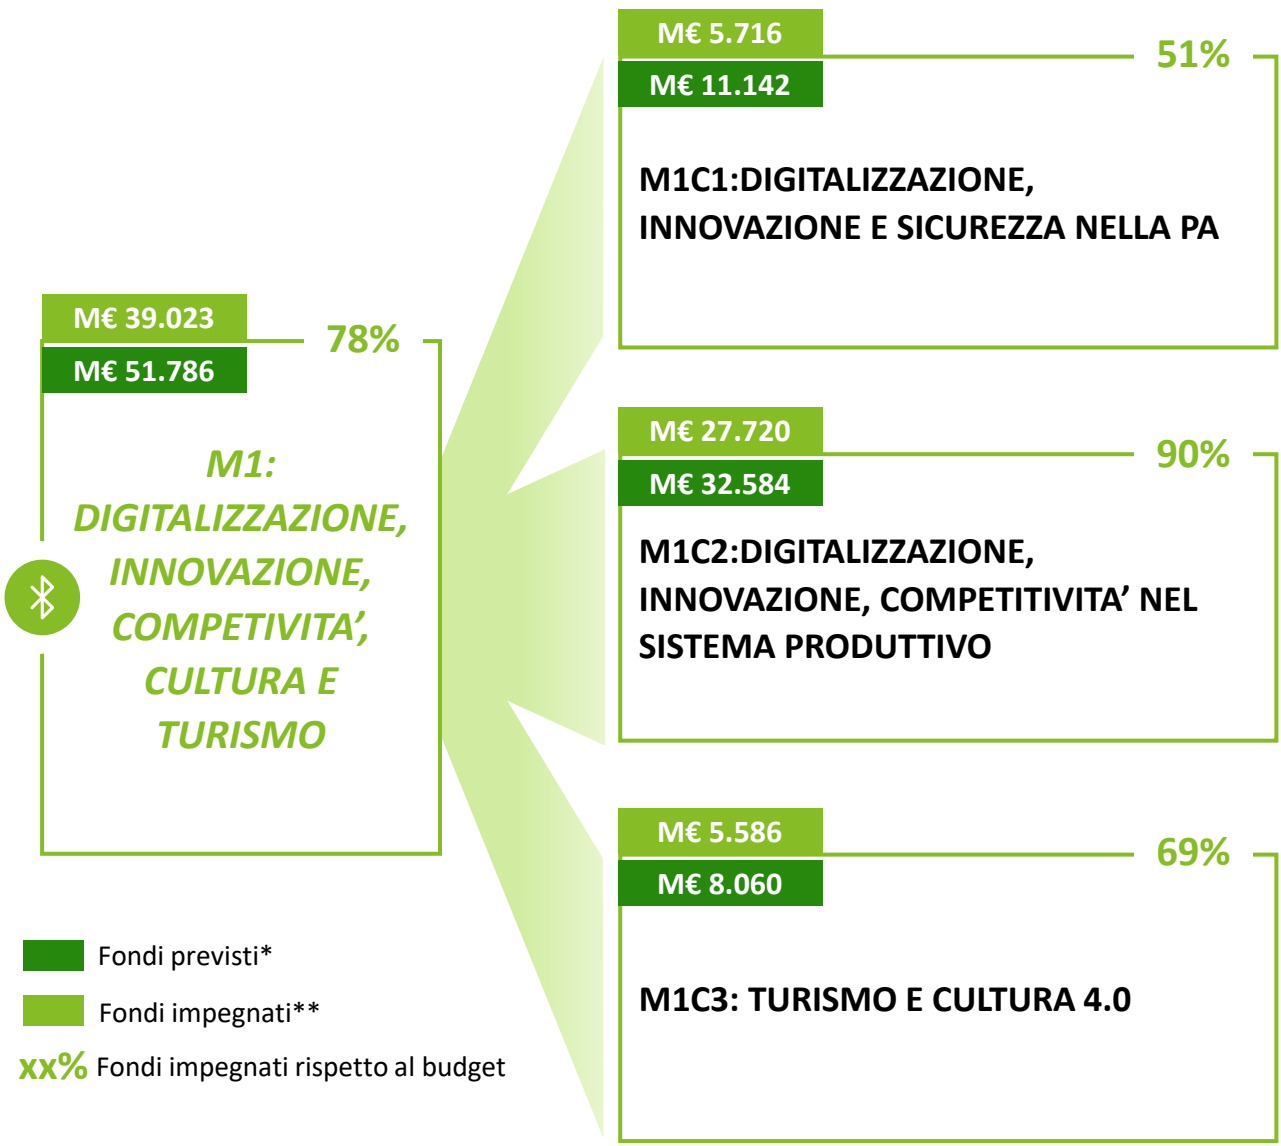 M€ 39.023
78%
M€ 51.786
M1:
DIGITALIZZAZIONE,
INNOVAZIONE,
COMPETIVITA’,
CULTURA E
TURISMO
M€ 5.716
51%
M€ 11.142
M1C1:DIGITALIZZAZIONE,
INNOVAZIONE E SICUREZZA NELLA PA
M€ 27.720
90%
M€ 32.584
M1C2:DIGITALIZZAZIONE,
INNOVAZIONE, COMPETITIVITA’ NEL
SISTEMA PRODUTTIVO
M€ 5.586
69%
M€ 8.060
M1C3: TURISMO E CULTURA 4.0
Fondi previsti*
Fondi impegnati**
xx% Fondi impegnati rispetto al budget